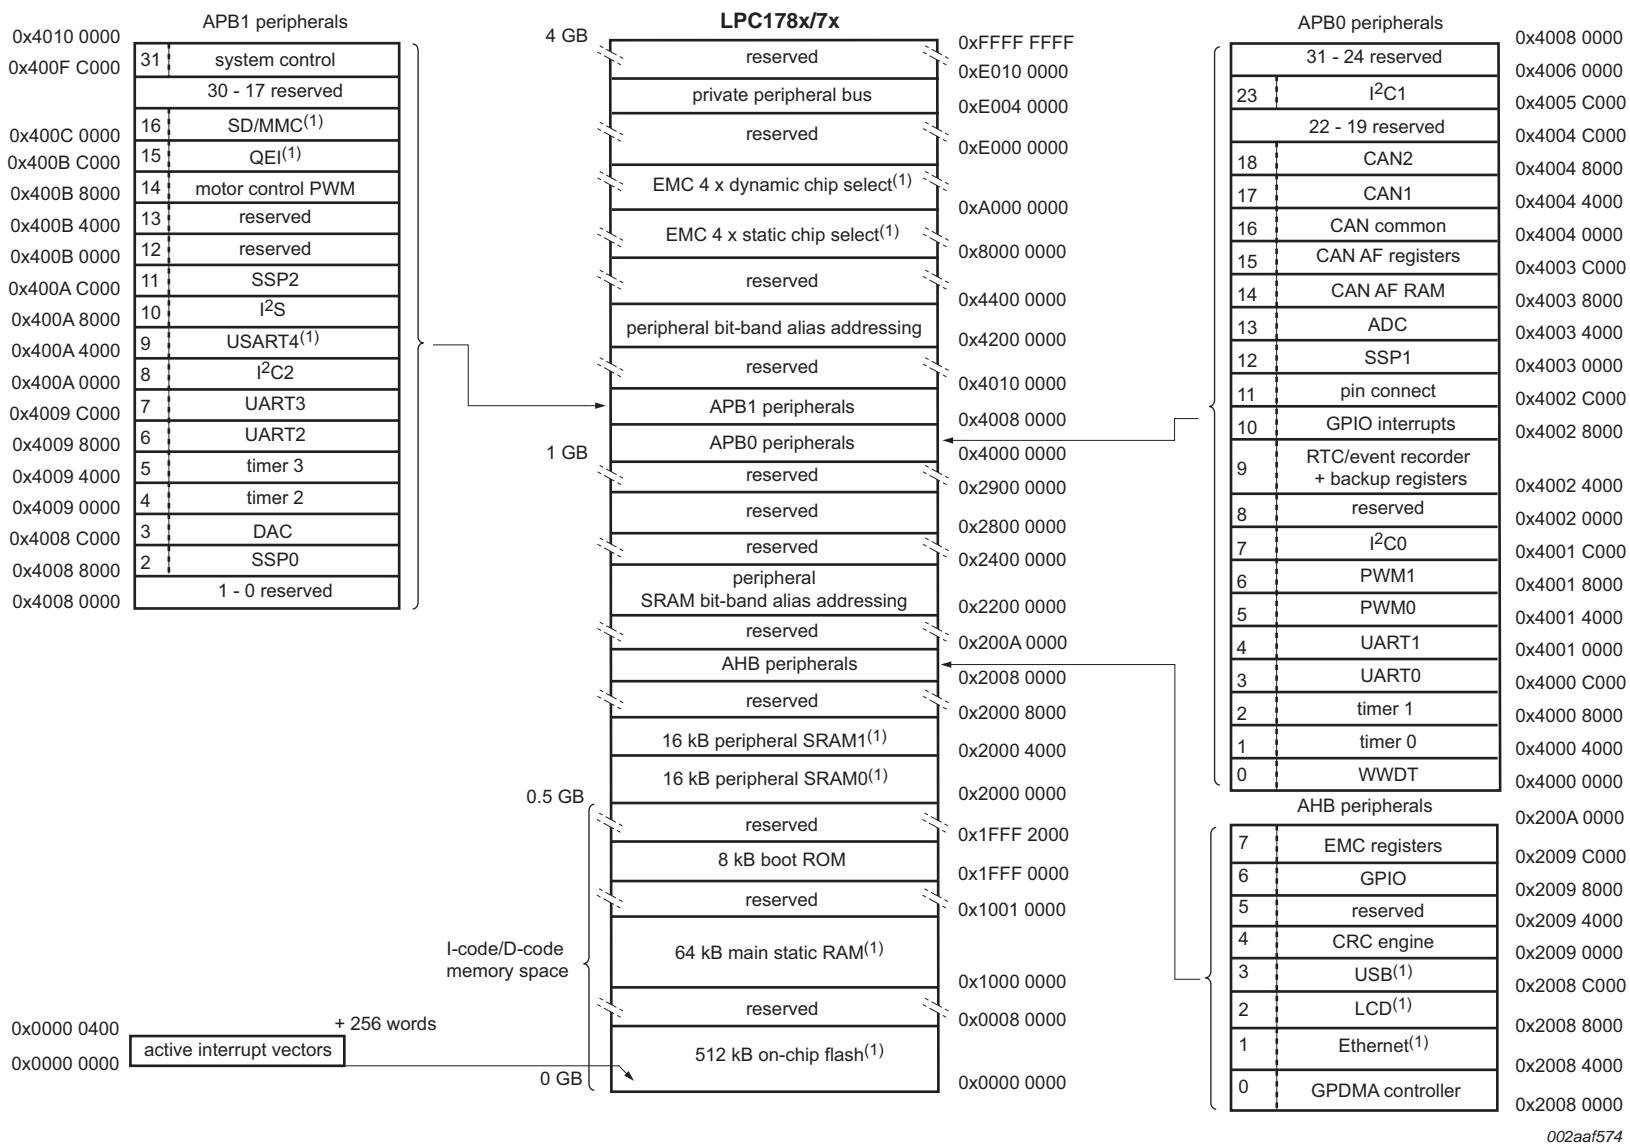 APB1 peripherals
0x4010 0000
31 system control
0x400F C000
30 - 17 reserved
16 SD/MMC(1)
0x400C 0000
15 QEI(1)
0x400B C000
14 motor control PWM
0x400B 8000
13 reserved
0x400B 4000
12 reserved
0x400B 0000
11 SSP2
0x400A C000
10 I2S
0x400A 8000
9 USART4(1)
0x400A 4000
8 I2C2
0x400A 0000
7 UART3
0x4009 C000
6 UART2
0x4009 8000
5 timer 3
0x4009 4000
4 timer 2
0x4009 0000
3 DAC
0x4008 C000
2 SSP0
0x4008 8000
1 - 0 reserved
0x4008 0000
LPC178x/7x
4 GB
0xFFFF FFFF
reserved
0xE010 0000
private peripheral bus
0xE004 0000
reserved
0xE000 0000
EMC 4 x dynamic chip select(1)
0xA000 0000
EMC 4 x static chip select(1)
0x8000 0000
reserved
0x4400 0000
peripheral bit-band alias addressing
0x4200 0000
reserved
0x4010 0000
APB1 peripherals
0x4008 0000
APB0 peripherals
1 GB
0x4000 0000
reserved
0x2900 0000
reserved
0x2800 0000
reserved
0x2400 0000
peripheral
SRAM bit-band alias addressing
0x2200 0000
reserved
0x200A 0000
AHB peripherals
0x2008 0000
reserved
0x2000 8000
16 kB peripheral SRAM1(1)
0x2000 4000
16 kB peripheral SRAM0(1)
0.5 GB
0x2000 0000
reserved
0x1FFF 2000
8 kB boot ROM
0x1FFF 0000
reserved
0x1001 0000
I-code/D-code
memory space
64 kB main static RAM(1)
0x1000 0000
reserved
0x0008 0000
512 kB on-chip flash(1)
0 GB
0x0000 0000
+ 256 words
0x0000 0400
active interrupt vectors
0x0000 0000
APB0 peripherals
0x4008 0000
31 - 24 reserved
0x4006 0000
23 I2C1
0x4005 C000
22 - 19 reserved
0x4004 C000
18 CAN2
0x4004 8000
17 CAN1
0x4004 4000
16 CAN common
0x4004 0000
15 CAN AF registers
0x4003 C000
14 CAN AF RAM
0x4003 8000
13 ADC
0x4003 4000
12 SSP1
0x4003 0000
11 pin connect
0x4002 C000
10 GPIO interrupts
0x4002 8000
9 RTC/event recorder
+ backup registers
0x4002 4000
8 reserved
0x4002 0000
7 I2C0
0x4001 C000
6 PWM1
0x4001 8000
5 PWM0
0x4001 4000
4 UART1
0x4001 0000
3 UART0
0x4000 C000
2 timer 1
0x4000 8000
1 timer 0
0x4000 4000
0 WWDT
0x4000 0000
AHB peripherals
0x200A 0000
7 EMC registers
0x2009 C000
6 GPIO
0x2009 8000
5 reserved
0x2009 4000
4 CRC engine
0x2009 0000
3 USB(1)
0x2008 C000
2 LCD(1)
0x2008 8000
1 Ethernet(1)
0x2008 4000
0 GPDMA controller
0x2008 0000
002aaf574